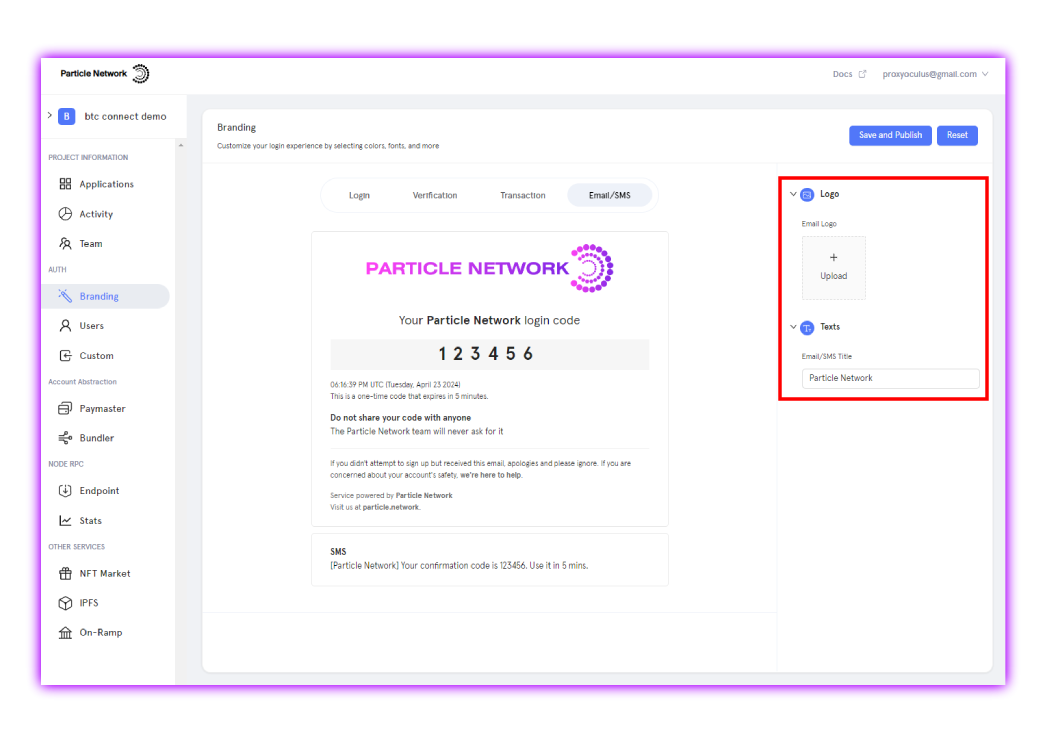 Particle Network
Docs
proxyoculus@gmail.com
B
btc connect demo
PROJECT INFORMATION
Applications
Activity
Team
AUTH
Branding
Users
Custom
Account Abstraction
Paymaster
Bundler
NODE RPC
Endpoint
Stats
OTHER SERVICES
NFT Market
IPFS
On-Ramp
Branding
Customize your login experience by selecting colors, fonts, and more
Save and Publish
Reset
Login
Verification
Transaction
Email/SMS
PARTICLE NETWORK
Your Particle Network login code
1 2 3 4 5 6
06:16:39 PM UTC (Tuesday, April 23 2024)
This is a one-time code that expires in 5 minutes.
Do not share your code with anyone
The Particle Network team will never ask for it
If you didn't attempt to sign up but received this email, apologies and please ignore. If you are
concerned about your account's safety, we're here to help.
Service powered by Particle Network
Visit us at particle.network.
SMS
[Particle Network] Your confirmation code is 123456. Use it in 5 mins.
Logo
Email Logo
+
Upload
Texts
Email/SMS Title
Particle Network